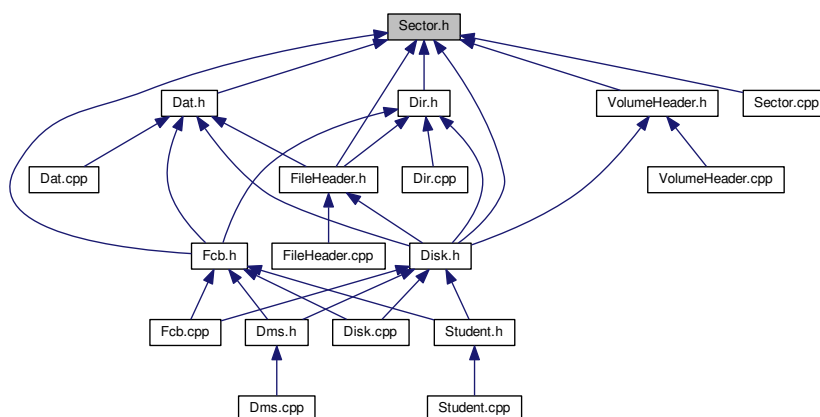 Sector.h
Dat.h
Dir.h
VolumeHeader.h
Sector.cpp
Dat.cpp
FileHeader.h
Dir.cpp
VolumeHeader.cpp
Fcb.h
FileHeader.cpp
Disk.h
Fcb.cpp
Dms.h
Disk.cpp
Student.h
Dms.cpp
Student.cpp